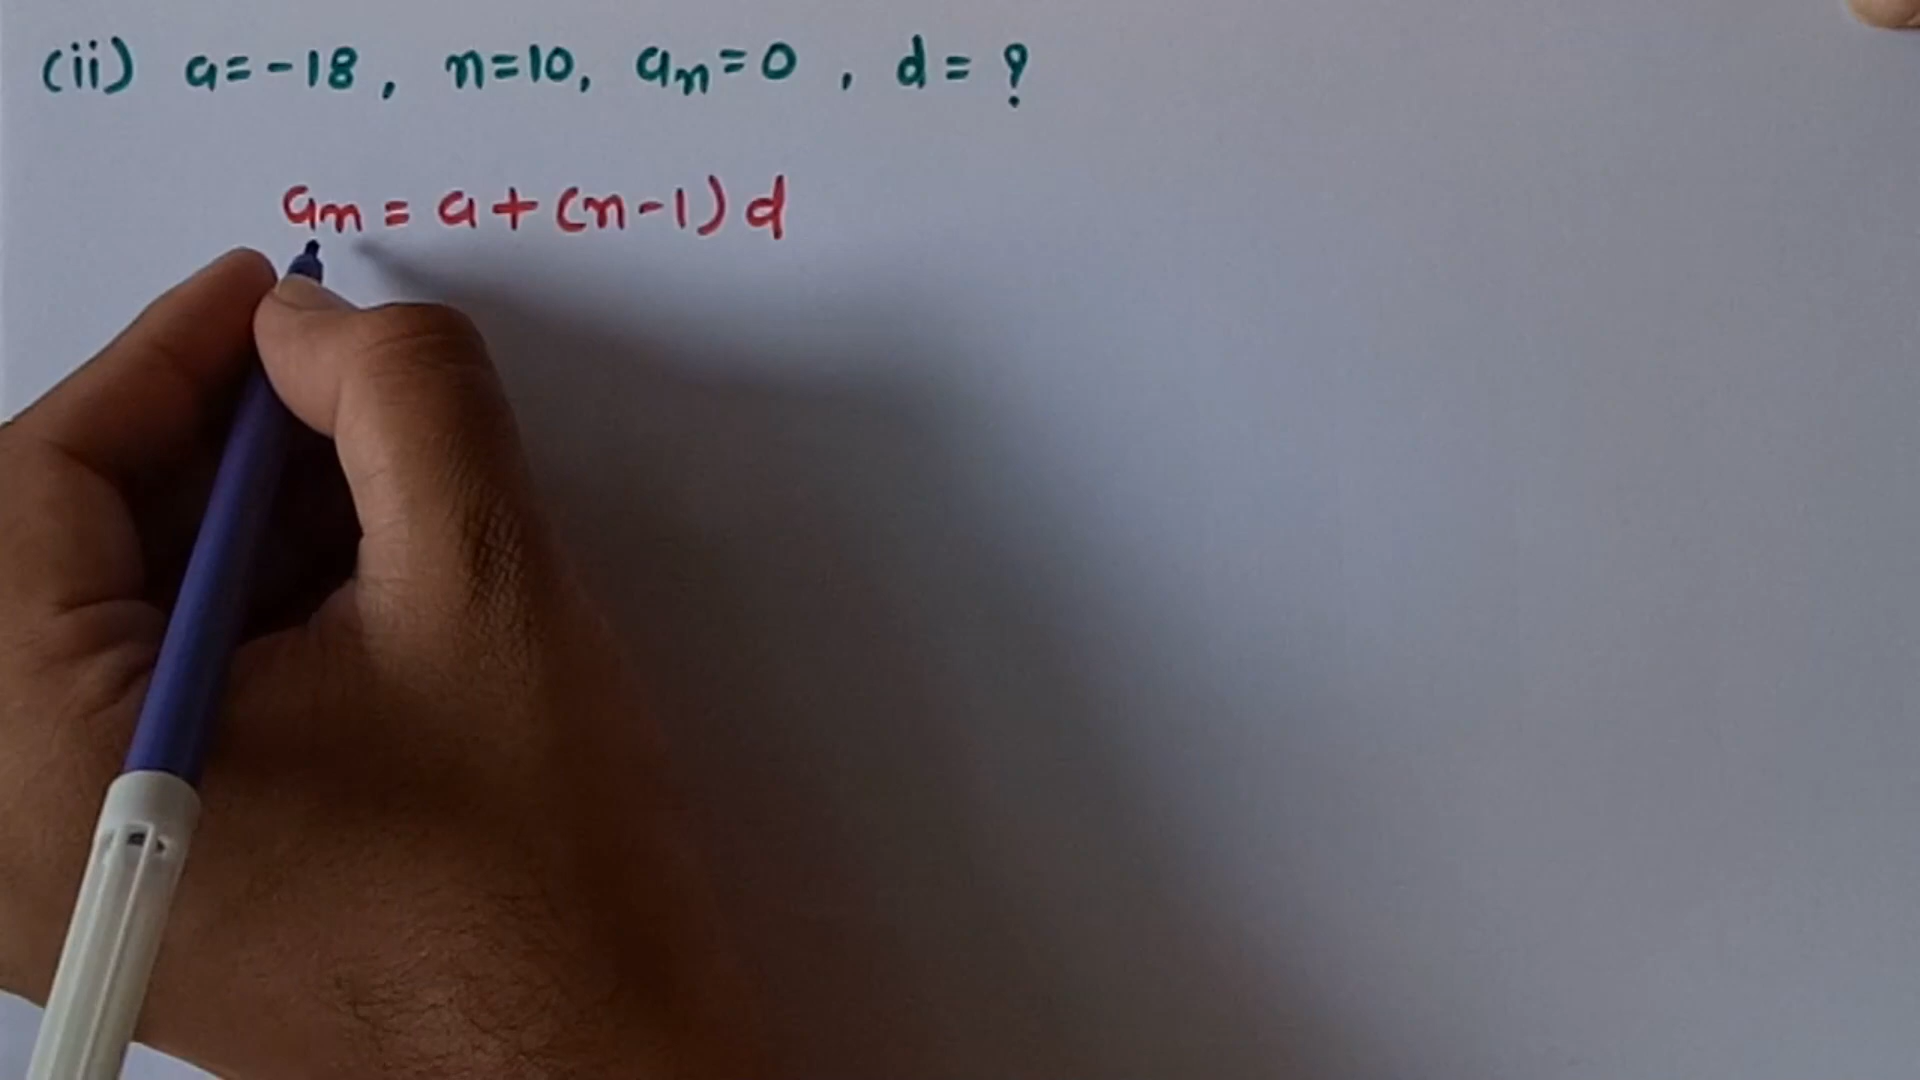 (ii) a=-18, n=10, aₙ=0, d=?
aₙ = a+(n-1)d